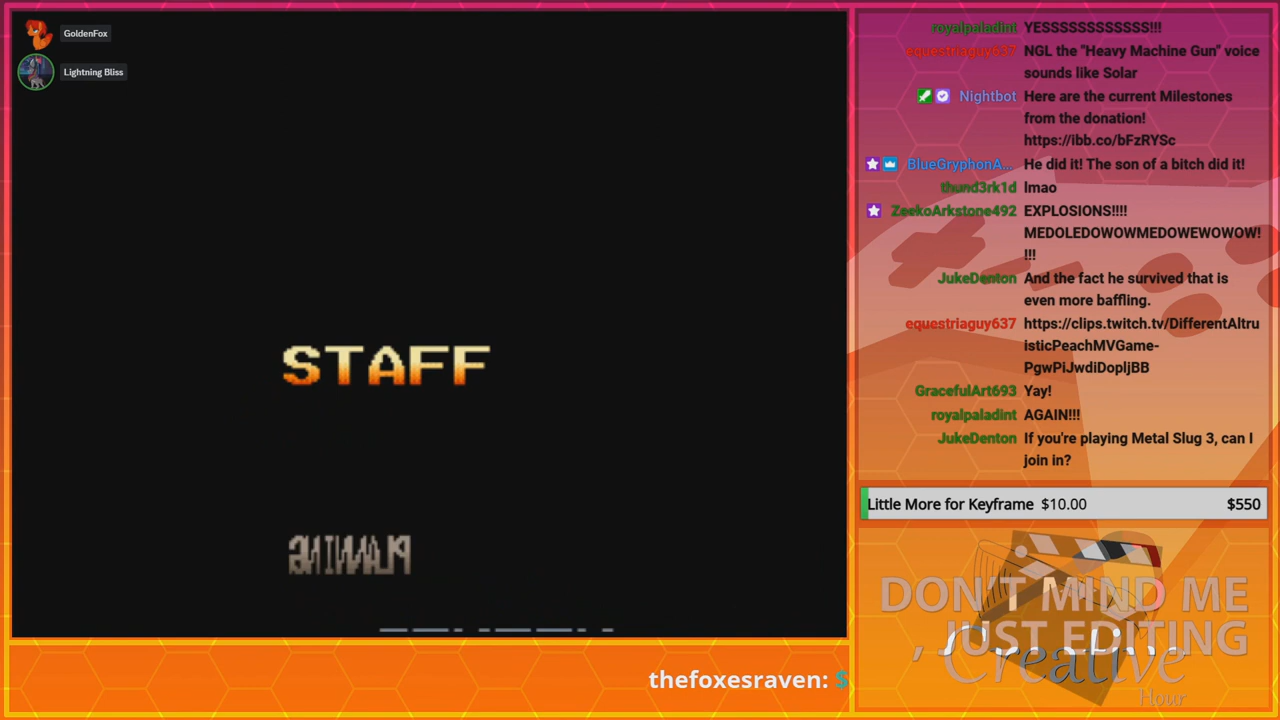 GoldenFox
Lightning Bliss
STAFF
PLANNING
thefoxesraven: $
royalpaladint YESSSSSSSSSSSS!!!
equestriaguy637 NGL the "Heavy Machine Gun" voice
sounds like Solar
Nightbot Here are the current Milestones
from the donation!
https://ibb.co/bFzRYSc
BlueGryphonA... He did it! The son of a bitch did it!
thund3rk1d lmao
ZeekoArkstone492 EXPLOSIONS!!!!
MEDOLEDOWOWMEDOWEWOWOW!
!!!
JukeDenton And the fact he survived that is
even more baffling.
equestriaguy637 https://clips.twitch.tv/DifferentAltru
isticPeachMVGame-
PgwPiJwdiDopljBB
GracefulArt693 Yay!
royalpaladint AGAIN!!!
JukeDenton If you're playing Metal Slug 3, can I
join in?
Little More for Keyframe $10.00 $550
DON'T MIND ME
, JUST EDITING
Creative
Hour